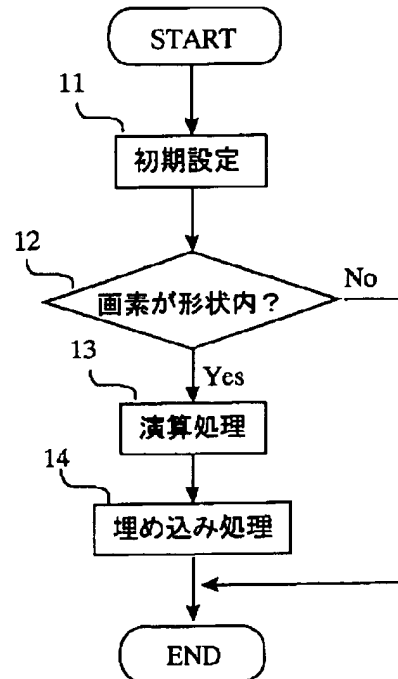 START
11
初期設定
12
画素が形状内？
No
Yes
13
演算処理
14
埋め込み処理
END